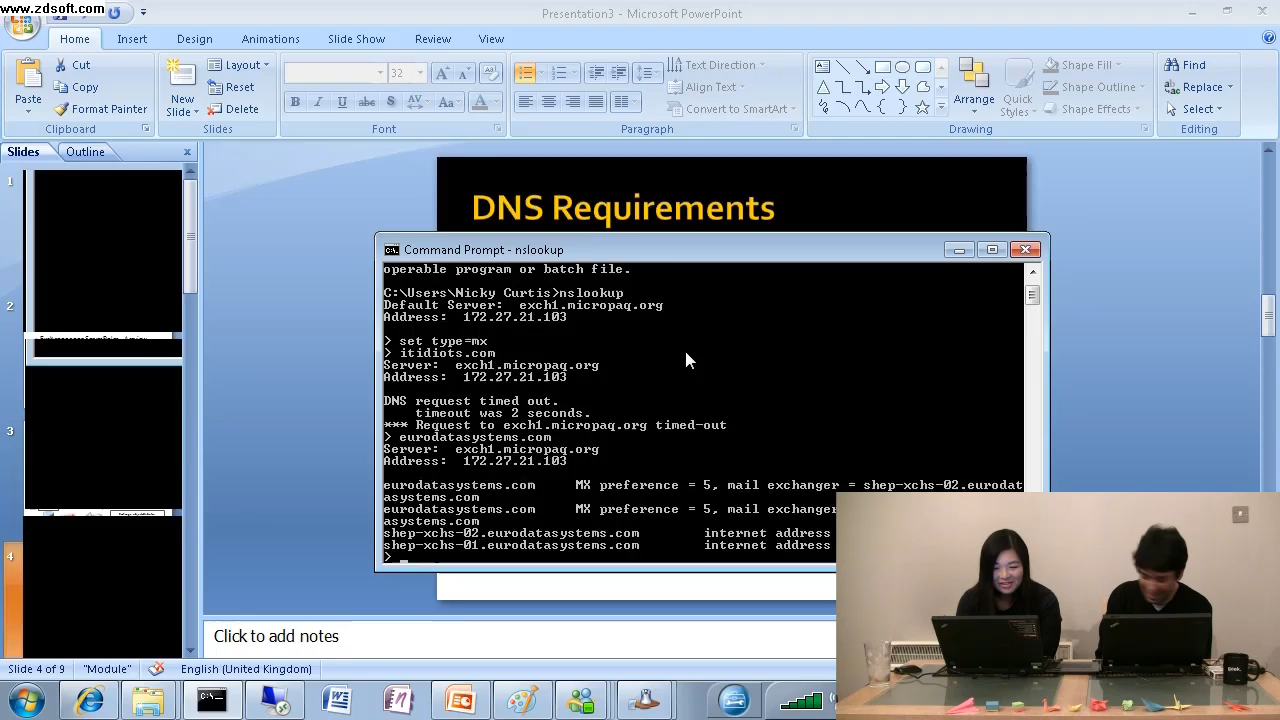 www.zdsoft.com
Presentation3 - Microsoft PowerPoint
Home Insert Design Animations Slide Show Review View
Paste
Cut
Copy
Format Painter
Clipboard
New Slide
Layout
Reset
Delete
Slides
32
Font
Text Direction
Align Text
Convert to SmartArt
Paragraph
Arrange
Quick Styles
Shape Fill
Shape Outline
Shape Effects
Drawing
Find
Replace
Select
Editing
Slides Outline
1
2
3
4
DNS Requirements
Command Prompt - nslookup
operable program or batch file.
C:\Users\Nicky Curtis>nslookup
Default Server: exch1.micropaq.org
Address: 172.27.21.103
> set type=mx
> itidiots.com
Server: exch1.micropaq.org
Address: 172.27.21.103
DNS request timed out.
timeout was 2 seconds.
*** Request to exch1.micropaq.org timed-out
> eurodatasystems.com
Server: exch1.micropaq.org
Address: 172.27.21.103
eurodatasystems.com MX preference = 5, mail exchanger = shep-xchs-02.eurodat
asystems.com
eurodatasystems.com MX preference = 5, mail exchanger
asystems.com
shep-xchs-02.eurodatasystems.com internet address
shep-xchs-01.eurodatasystems.com internet address
>
Click to add notes
Slide 4 of 9 "Module" English (United Kingdom)